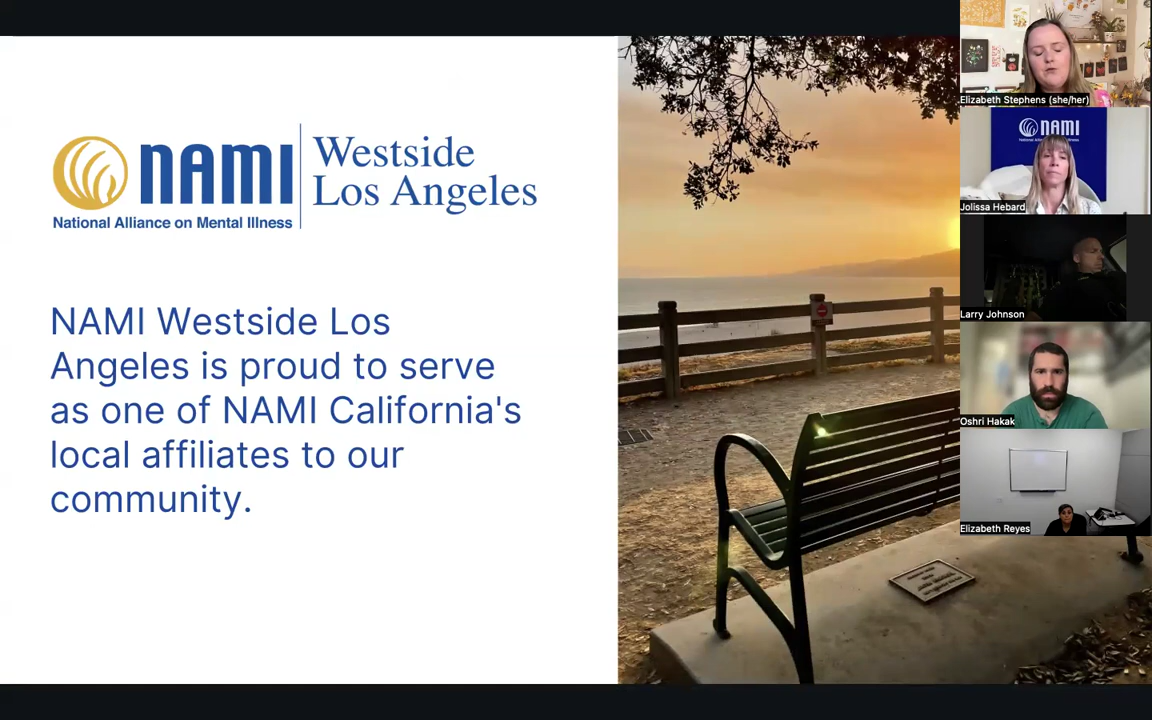 NAMI
Westside
Los Angeles
National Alliance on Mental Illness
NAMI Westside Los
Angeles is proud to serve
as one of NAMI California's
local affiliates to our
community.
Elizabeth Stephens (she/her)
NAMI
Jolissa Hebard
Larry Johnson
Oshri Hakak
Elizabeth Reyes